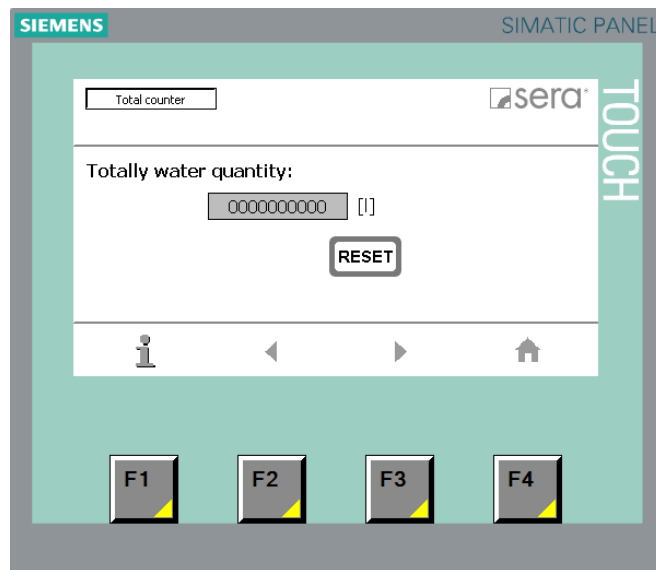 SIEMENS
SIMATIC PANEL
TOUCH
Total counter
sera
Totally water quantity:
0000000000 [l]
RESET
i
F1 F2 F3 F4